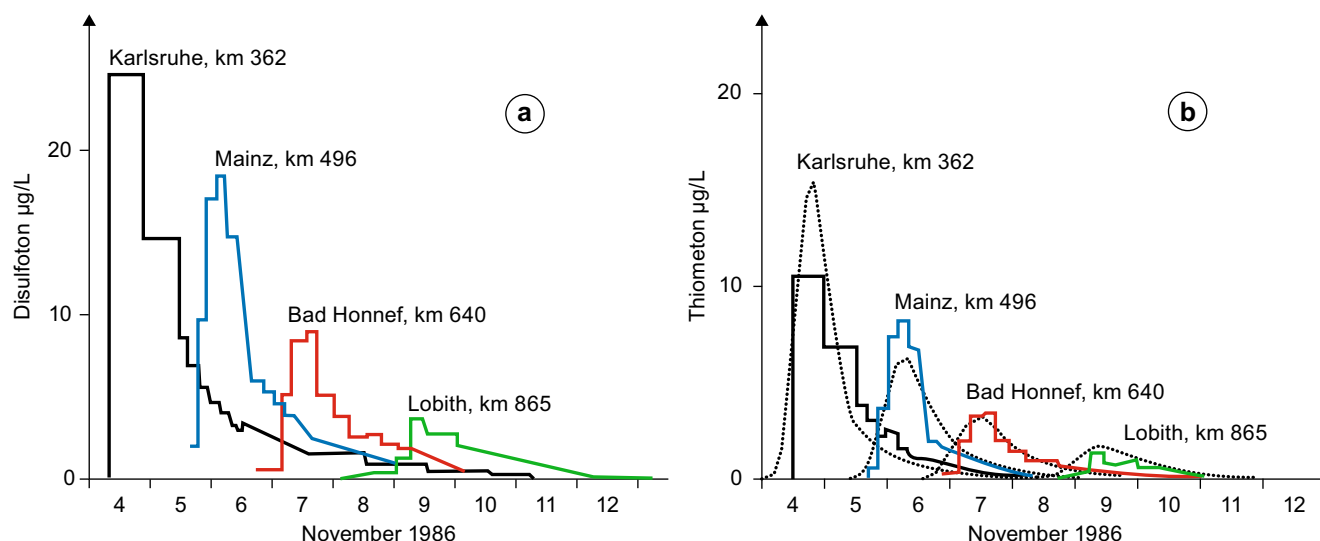 Karlsruhe, km 362
a
Mainz, km 496
20
Disulfoton µg/L
Bad Honnef, km 640
10
Lobith, km 865
0
4 5 6 7 8 9 10 11 12
November 1986
20
b
Karlsruhe, km 362
Thiometon µg/L
10
Mainz, km 496
Bad Honnef, km 640
Lobith, km 865
0
4 5 6 7 8 9 10 11 12
November 1986